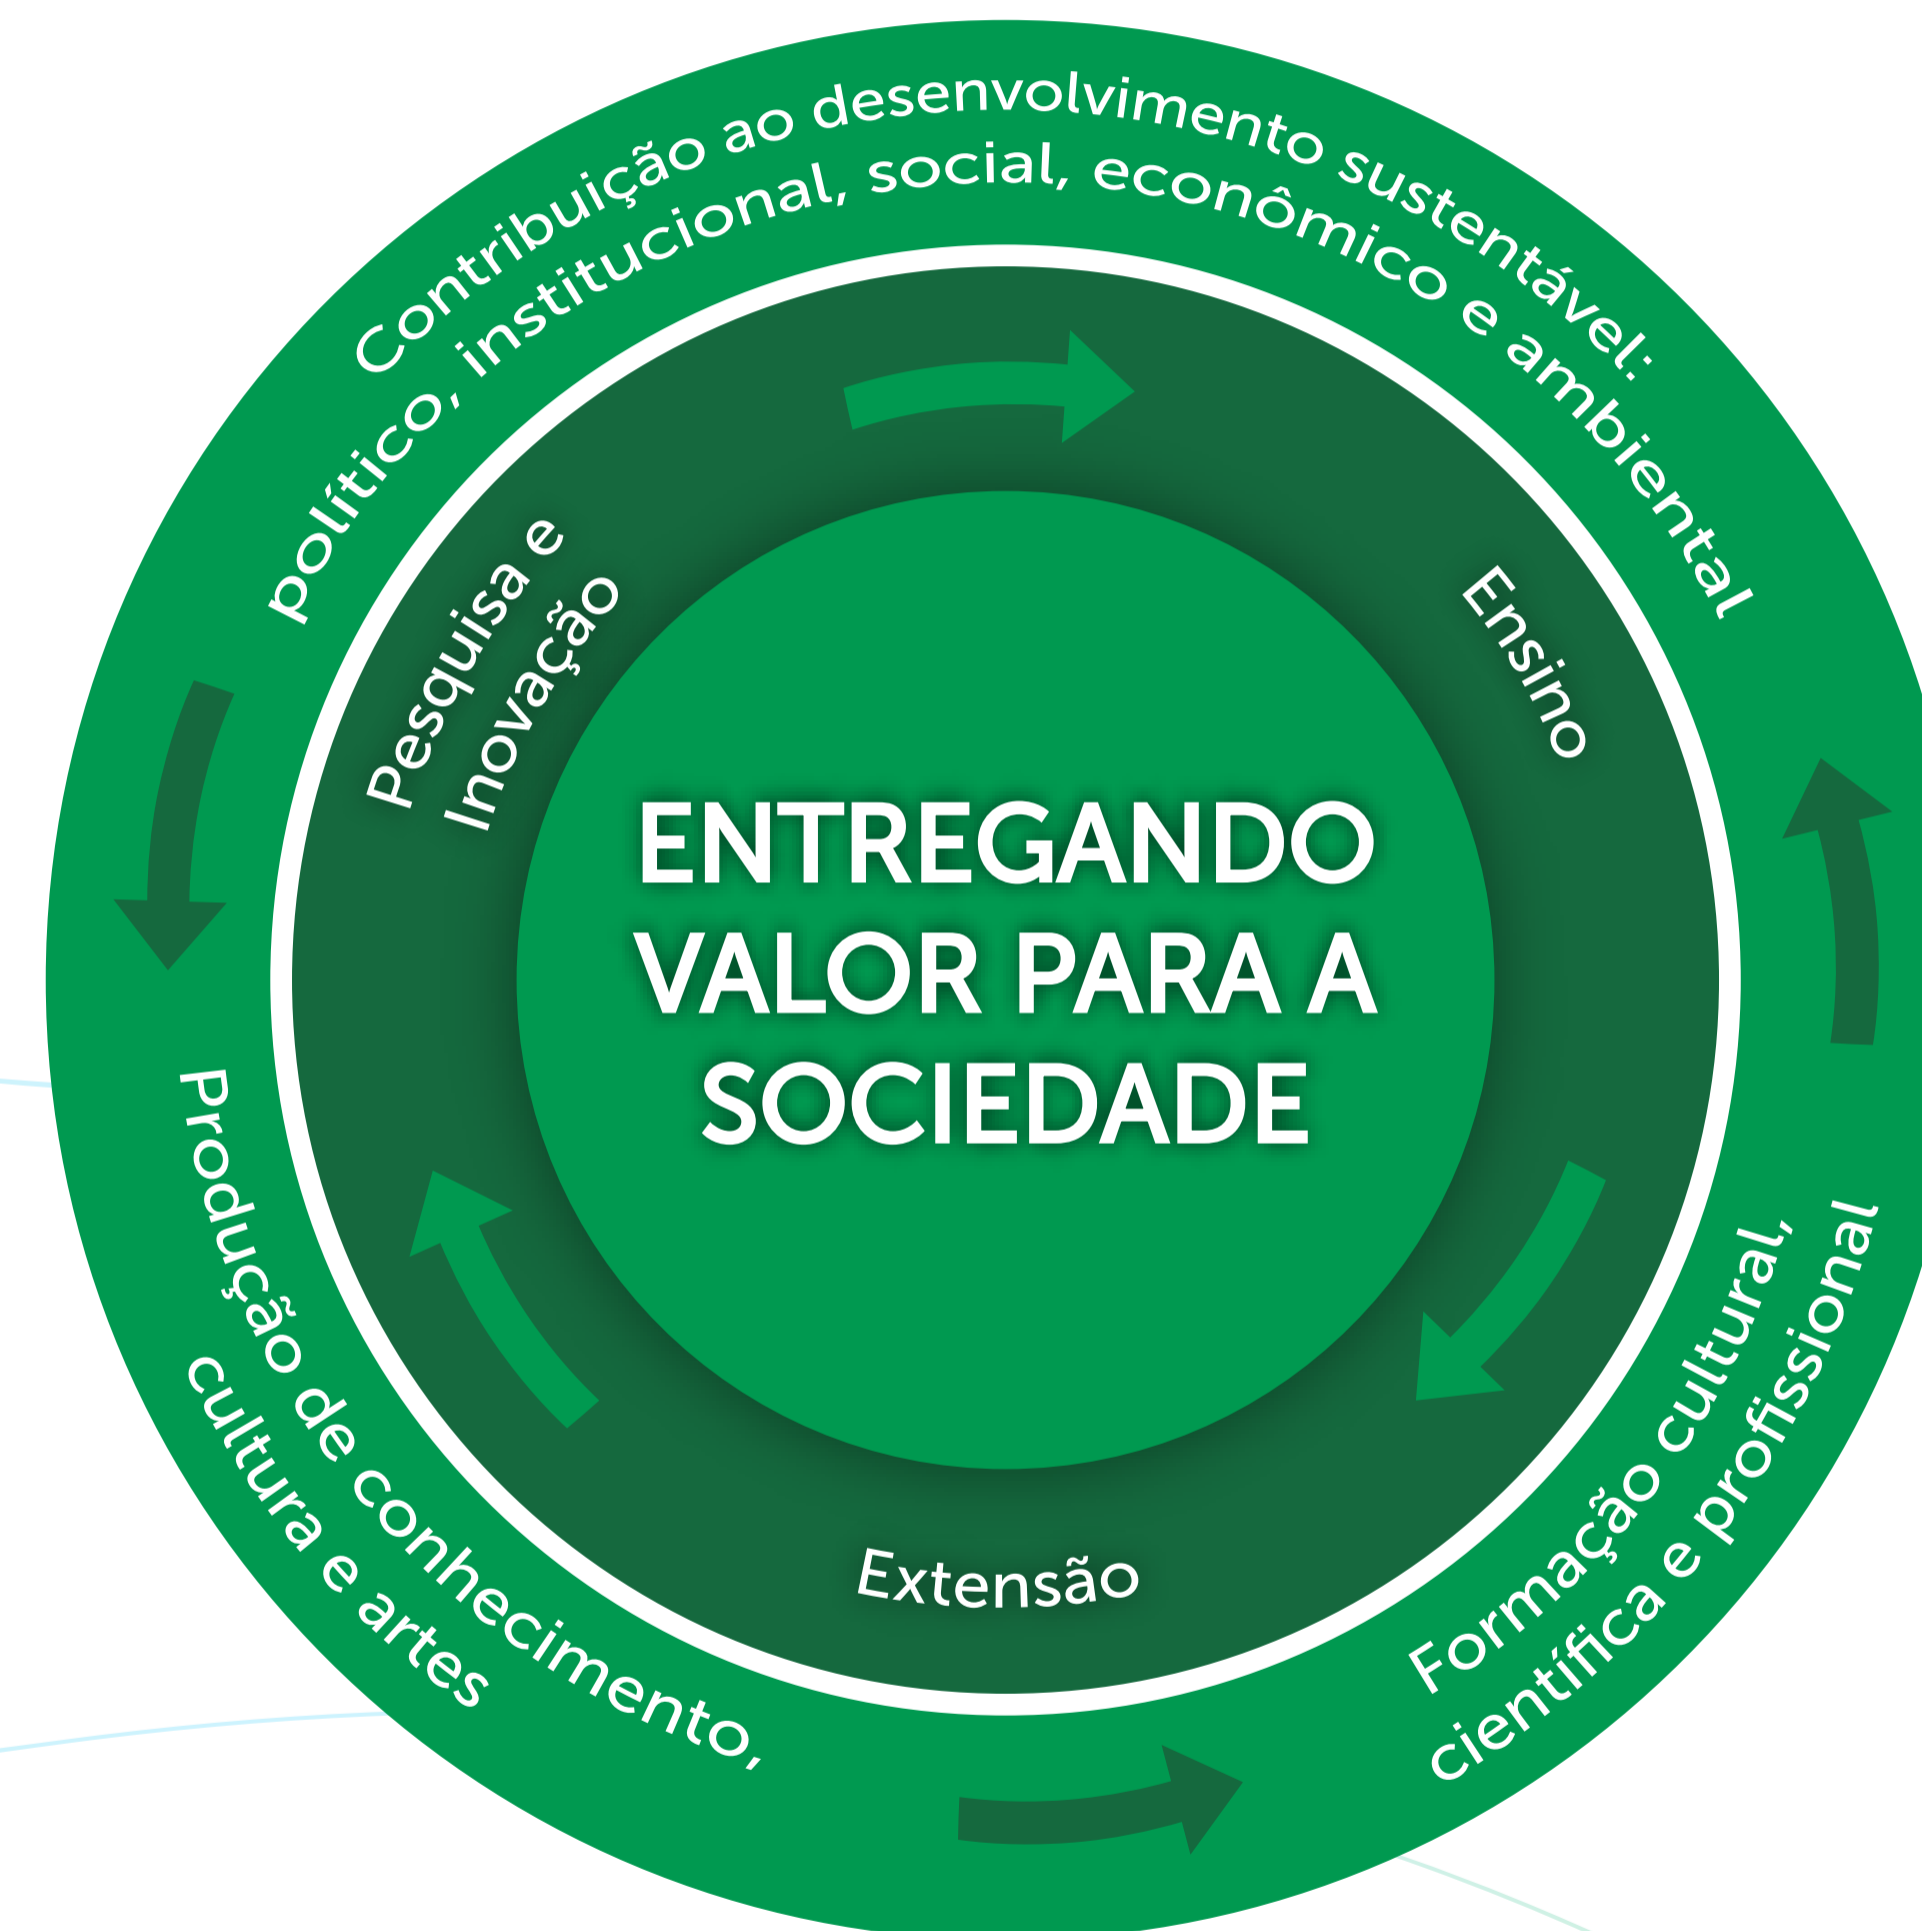 Contribuição ao desenvolvimento sustentável:
político, institucional, social, econômico e ambiental
Pesquisa e
Inovação
Ensino
ENTREGANDO
VALOR PARA A
SOCIEDADE
Extensão
Produção de conhecimento,
cultura e artes
Formação cultural,
científica e profissional